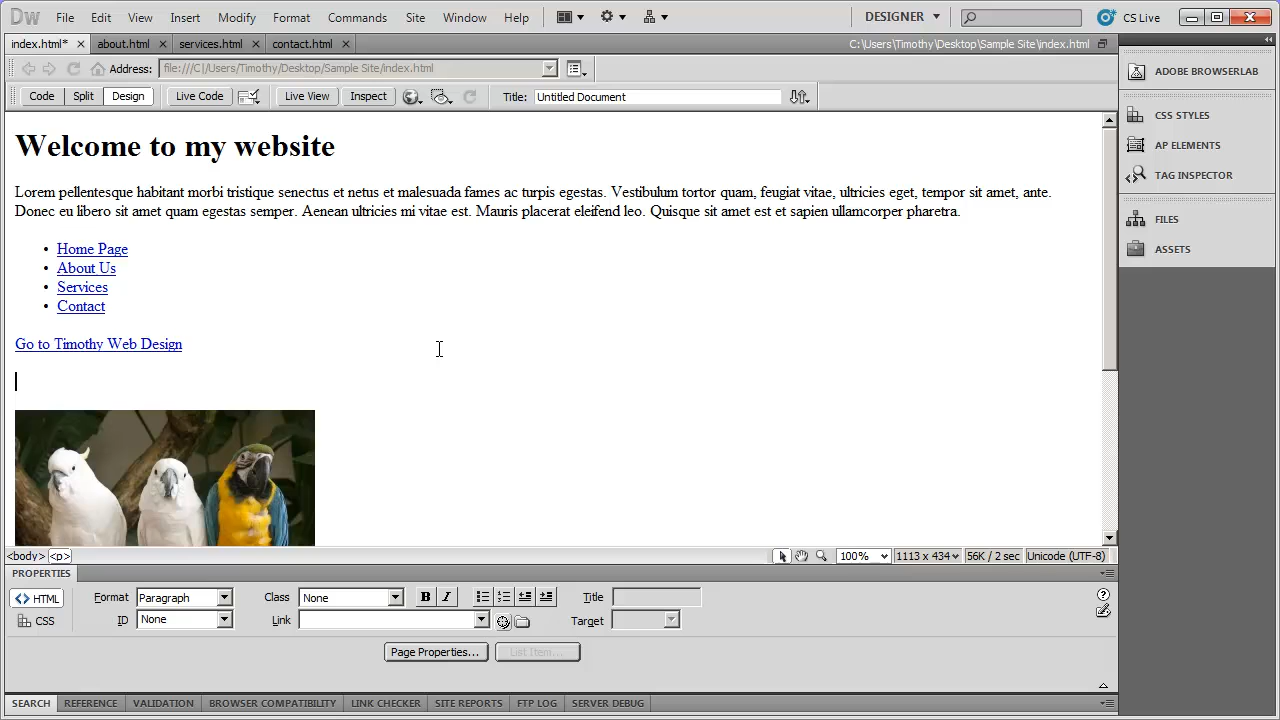 Dw File Edit View Insert Modify Format Commands Site Window Help DESIGNER CS Live
index.html* about.html services.html contact.html C:\Users\Timothy\Desktop\Sample Site\index.html
Address: file:///C|/Users/Timothy/Desktop/Sample Site/index.html
Code Split Design Live Code Live View Inspect Title: Untitled Document
Welcome to my website
Lorem pellentesque habitant morbi tristique senectus et netus et malesuada fames ac turpis egestas. Vestibulum tortor quam, feugiat vitae, ultricies eget, tempor sit amet, ante.
Donec eu libero sit amet quam egestas semper. Aenean ultricies mi vitae est. Mauris placerat eleifend leo. Quisque sit amet est et sapien ullamcorper pharetra.
• Home Page
• About Us
• Services
• Contact
Go to Timothy Web Design
ADOBE BROWSERLAB
CSS STYLES
AP ELEMENTS
TAG INSPECTOR
FILES
ASSETS
<body> <p> 100% 1113 x 434 56K / 2 sec Unicode (UTF-8)
PROPERTIES
<> HTML Format Paragraph Class None B I Title
CSS ID None Link Target
Page Properties... List Item...
SEARCH REFERENCE VALIDATION BROWSER COMPATIBILITY LINK CHECKER SITE REPORTS FTP LOG SERVER DEBUG